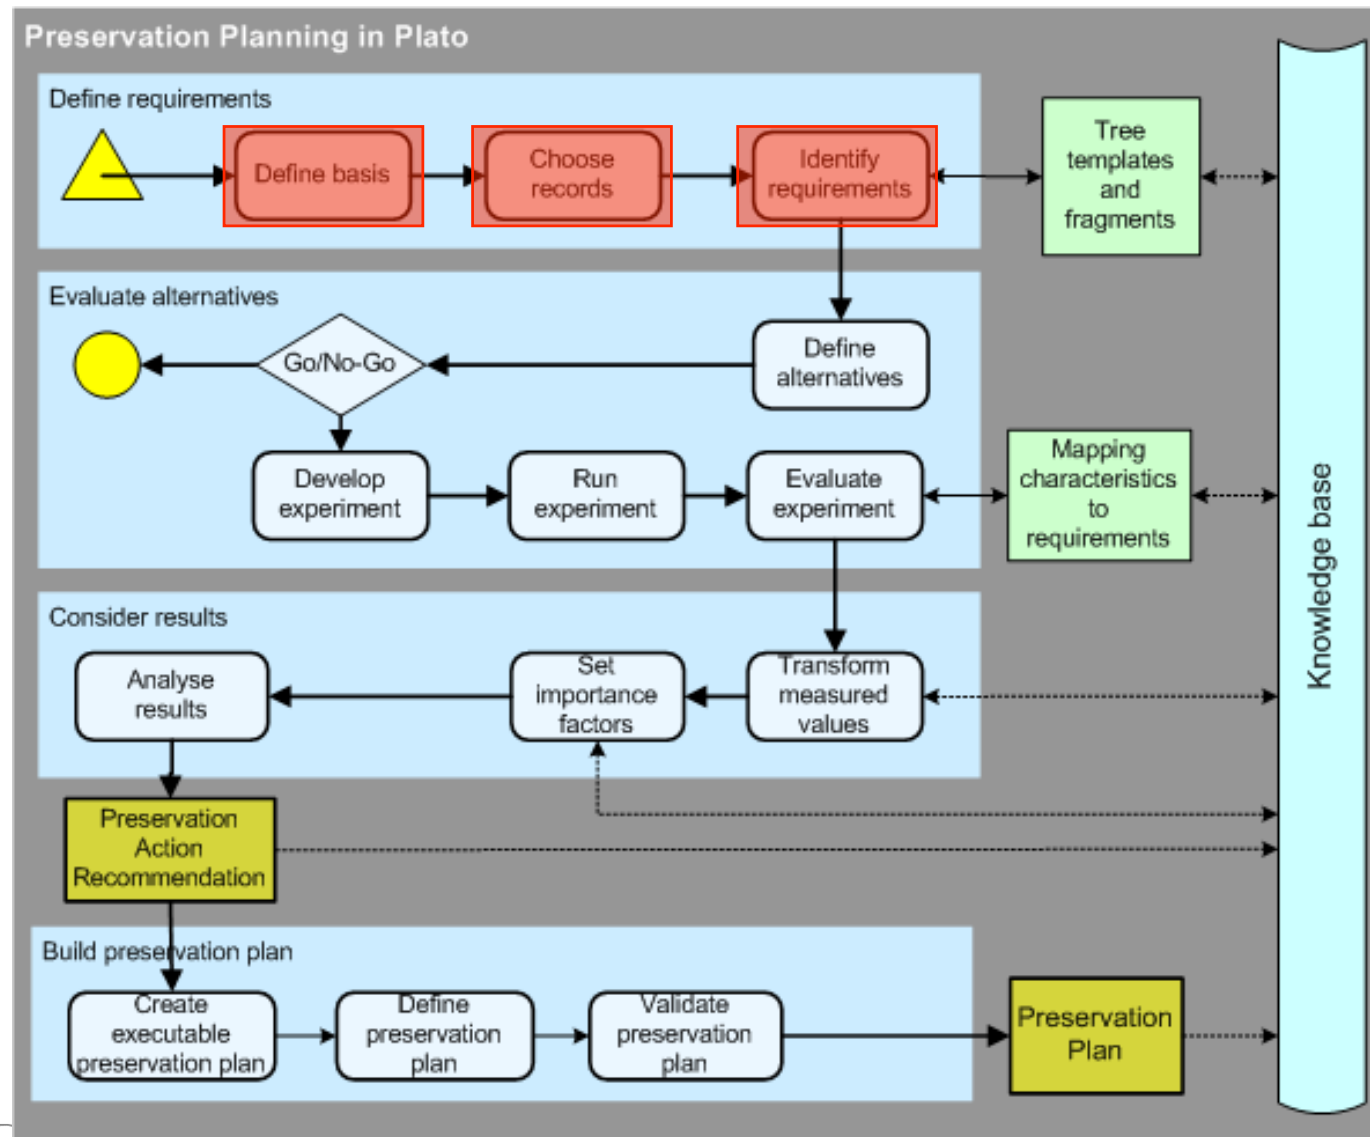 Preservation Planning in Plato
Define requirements
Define basis
Choose
records
Identify
requirements
Tree
templates
and
fragments
Evaluate alternatives
Go/No-Go
Define
alternatives
Develop
experiment
Run
experiment
Evaluate
experiment
Mapping
characteristics
to
requirements
Knowledge base
Consider results
Analyse
results
Set
importance
factors
Transform
measured
values
Preservation
Action
Recommendation
Build preservation plan
Create
executable
preservation plan
Define
preservation
plan
Validate
preservation
plan
Preservation
Plan